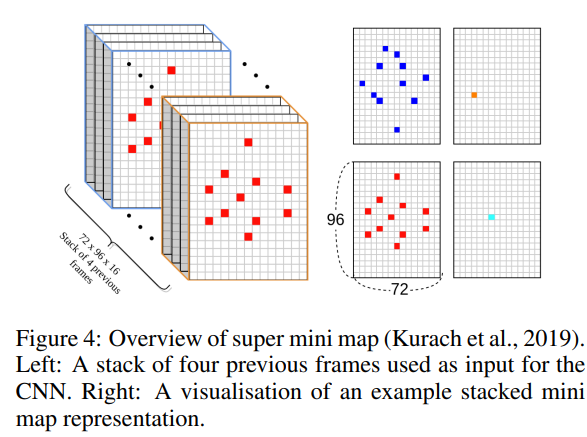 72 x 96 x 16
Stack of 4 previous
frames
96
72
Figure 4: Overview of super mini map (Kurach et al., 2019).
Left: A stack of four previous frames used as input for the
CNN. Right: A visualisation of an example stacked mini
map representation.